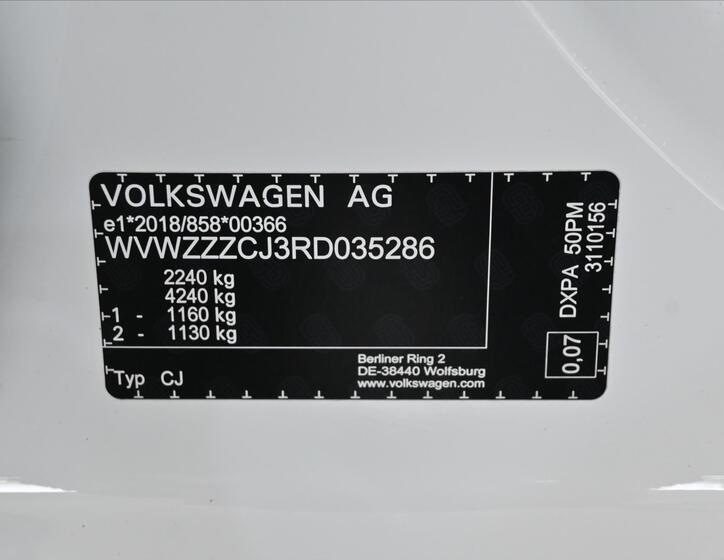 VOLKSWAGEN AG
e1*2018/858*00366
WVWZZZCJ3RD035286
2240 kg
4240 kg
1 - 1160 kg
2 - 1130 kg
Typ CJ
Berliner Ring 2
DE-38440 Wolfsburg
www.volkswagen.com
0,07
DXPA 50PM
3110156